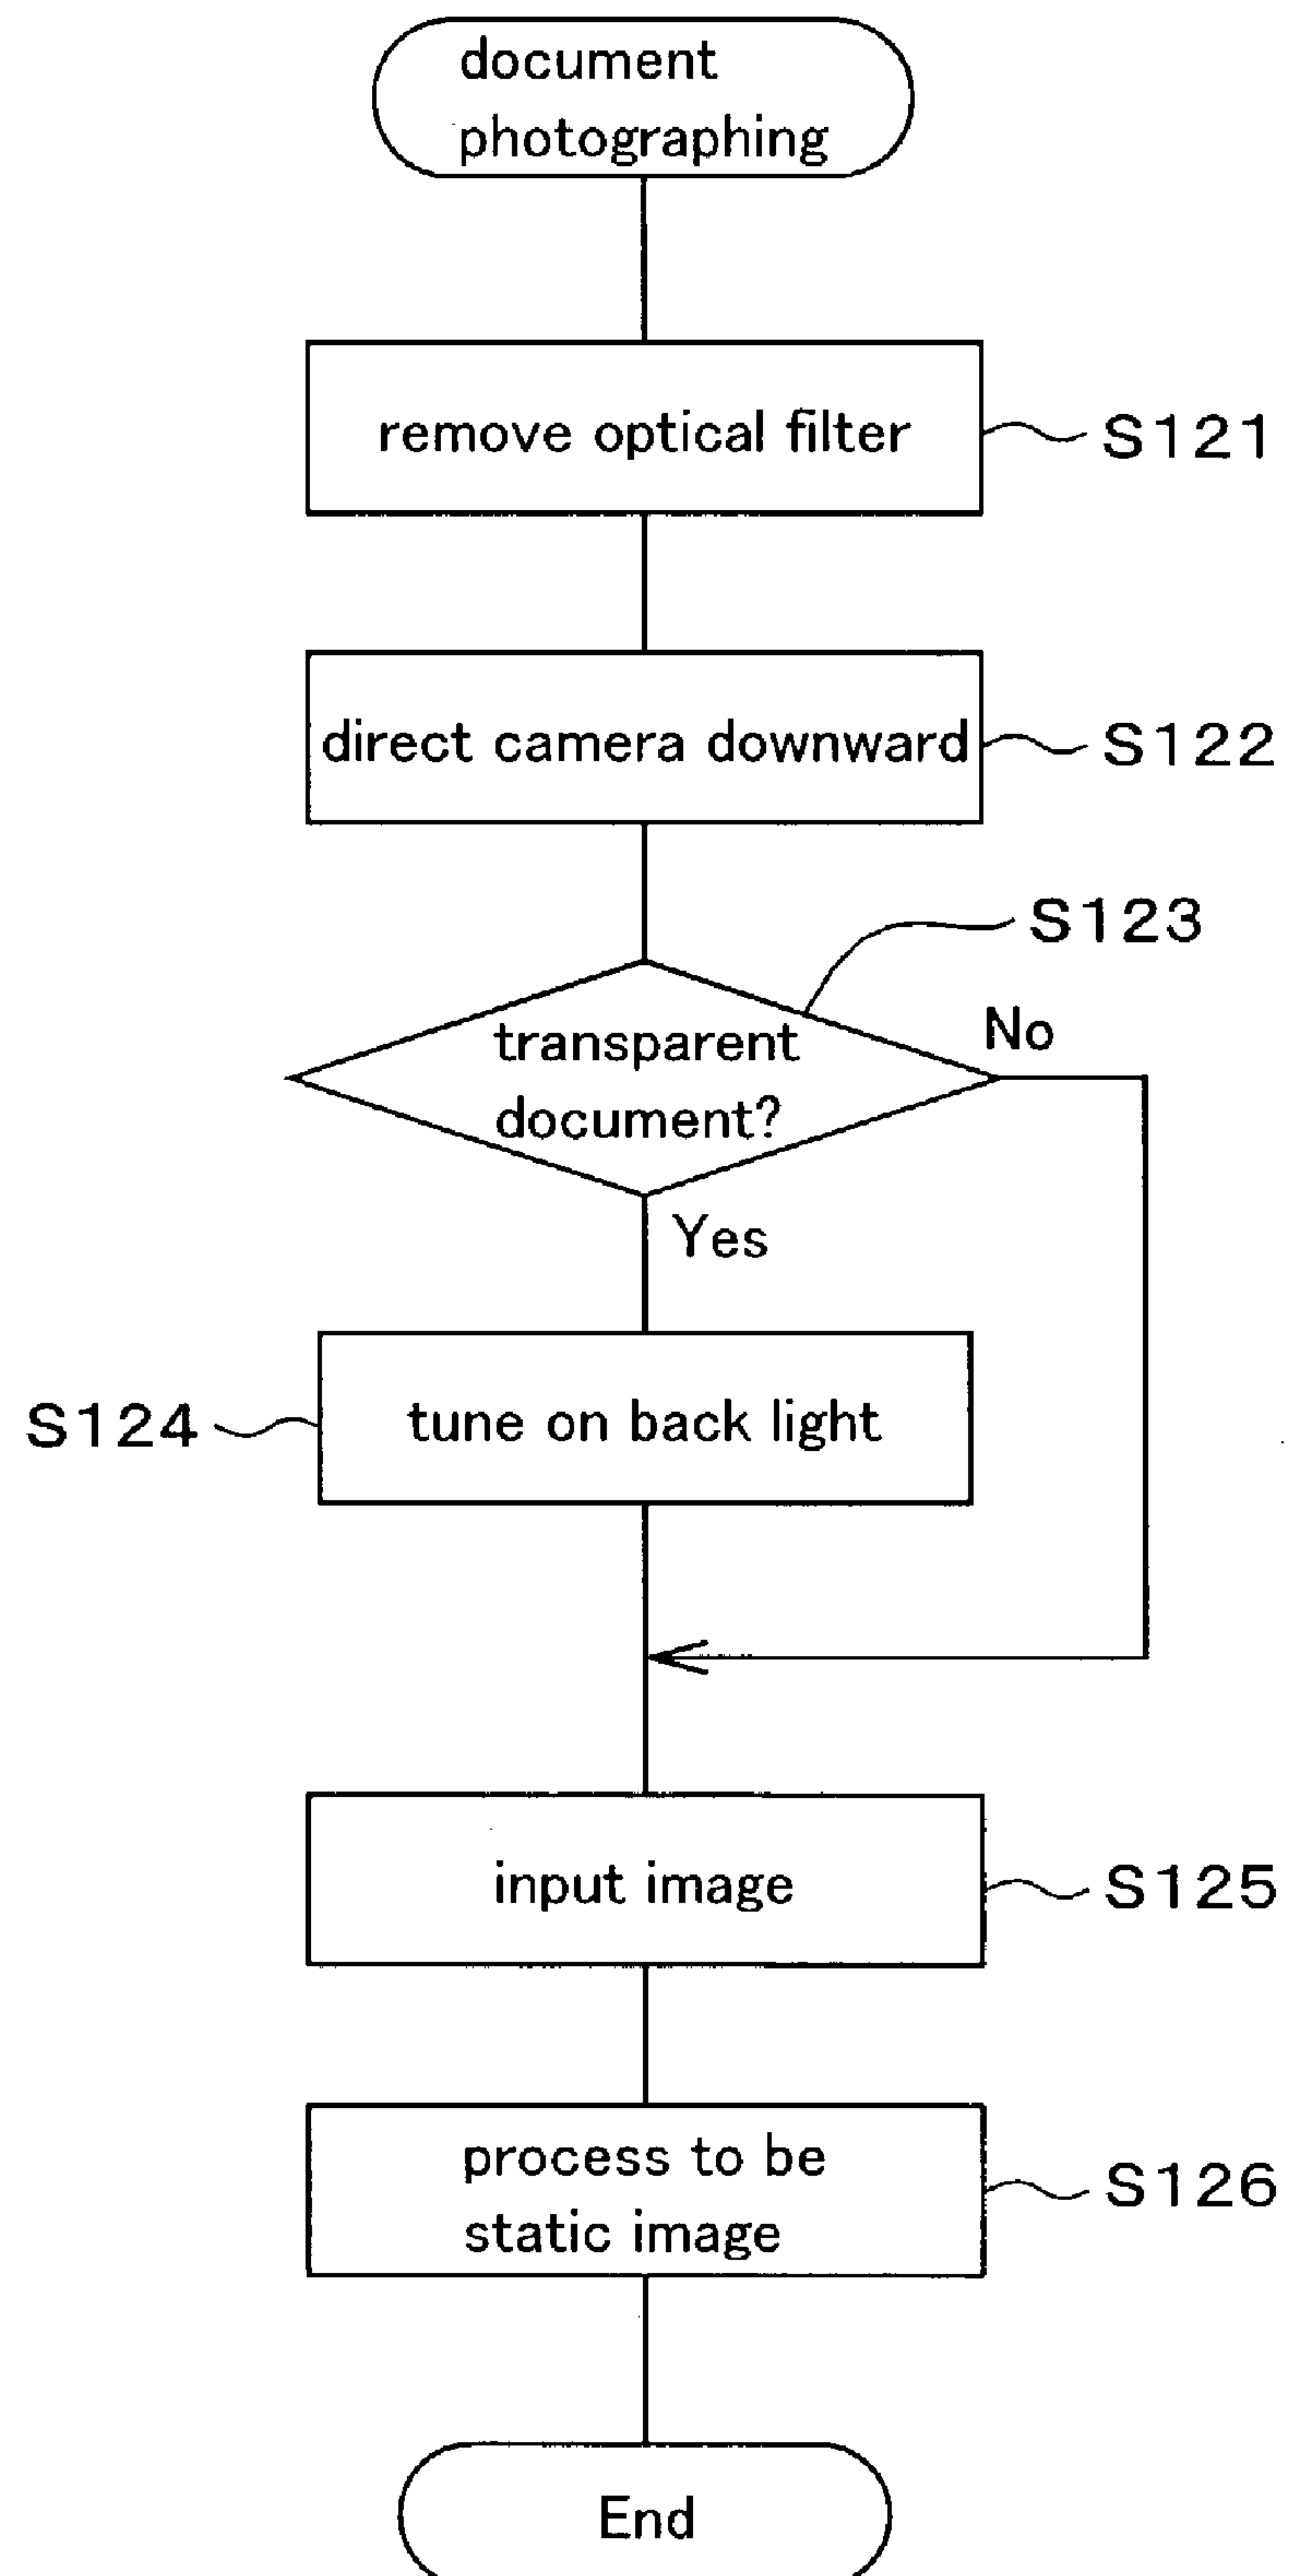 document
photographing
remove optical filter
S121
direct camera downward
S122
S123
transparent
document?
No
Yes
S124
tune on back light
input image
S125
process to be
static image
S126
End